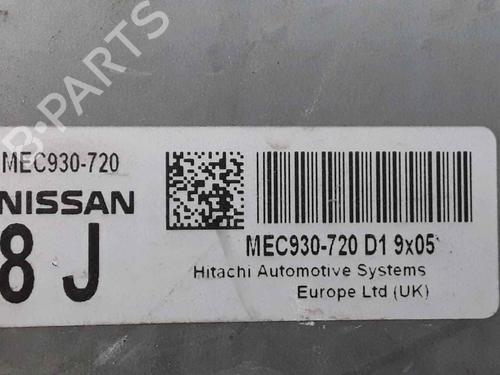 MEC930-720
NISSAN
8 J
MEC930-720 D1 9x05
Hitachi Automotive Systems
Europe Ltd (UK)
B-PARTS